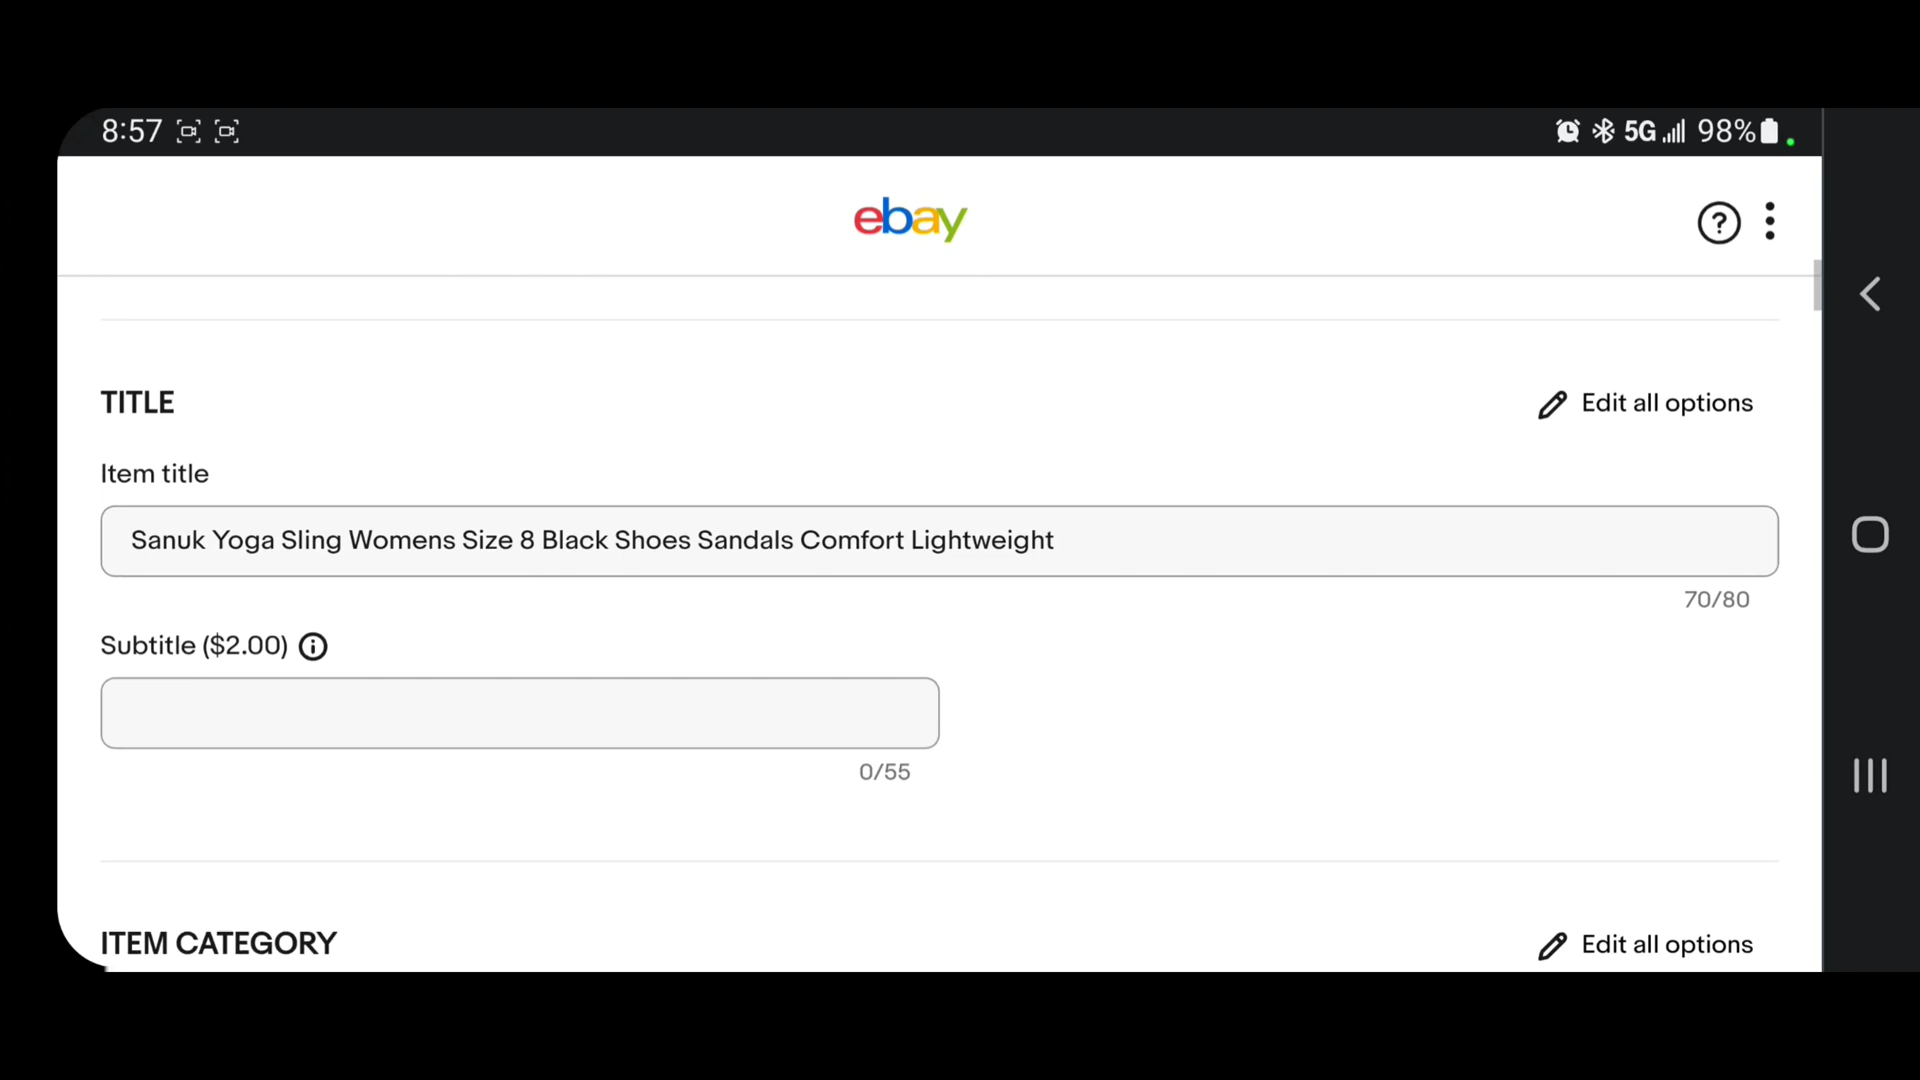 8:57
5G 98%
ebay
TITLE
Edit all options
Item title
Sanuk Yoga Sling Womens Size 8 Black Shoes Sandals Comfort Lightweight
70/80
Subtitle ($2.00)
0/55
ITEM CATEGORY
Edit all options